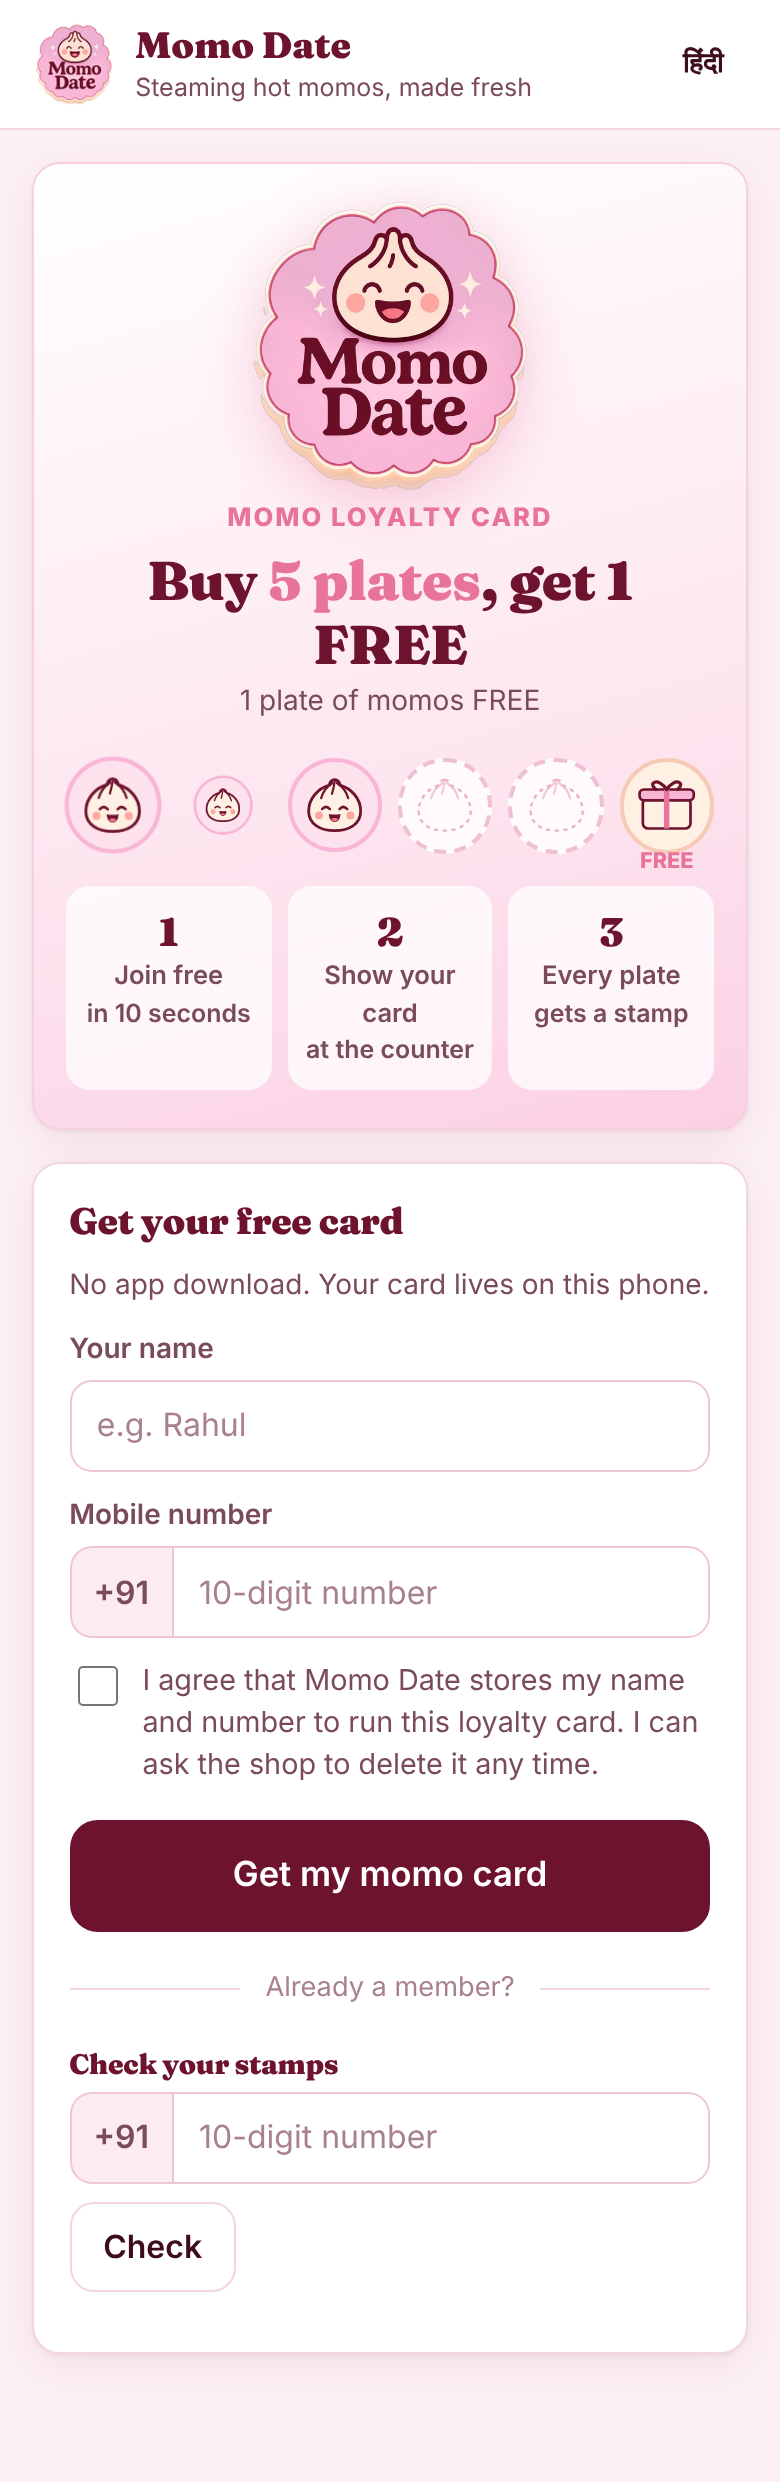 Momo
Date
Momo Date
Steaming hot momos, made fresh
हिंदी
Momo
Date
MOMO LOYALTY CARD
Buy 5 plates, get 1
FREE
1 plate of momos FREE
FREE
1
Join free
in 10 seconds
2
Show your
card
at the counter
3
Every plate
gets a stamp
Get your free card
No app download. Your card lives on this phone.
Your name
e.g. Rahul
Mobile number
+91 10-digit number
I agree that Momo Date stores my name
and number to run this loyalty card. I can
ask the shop to delete it any time.
Get my momo card
Already a member?
Check your stamps
+91 10-digit number
Check